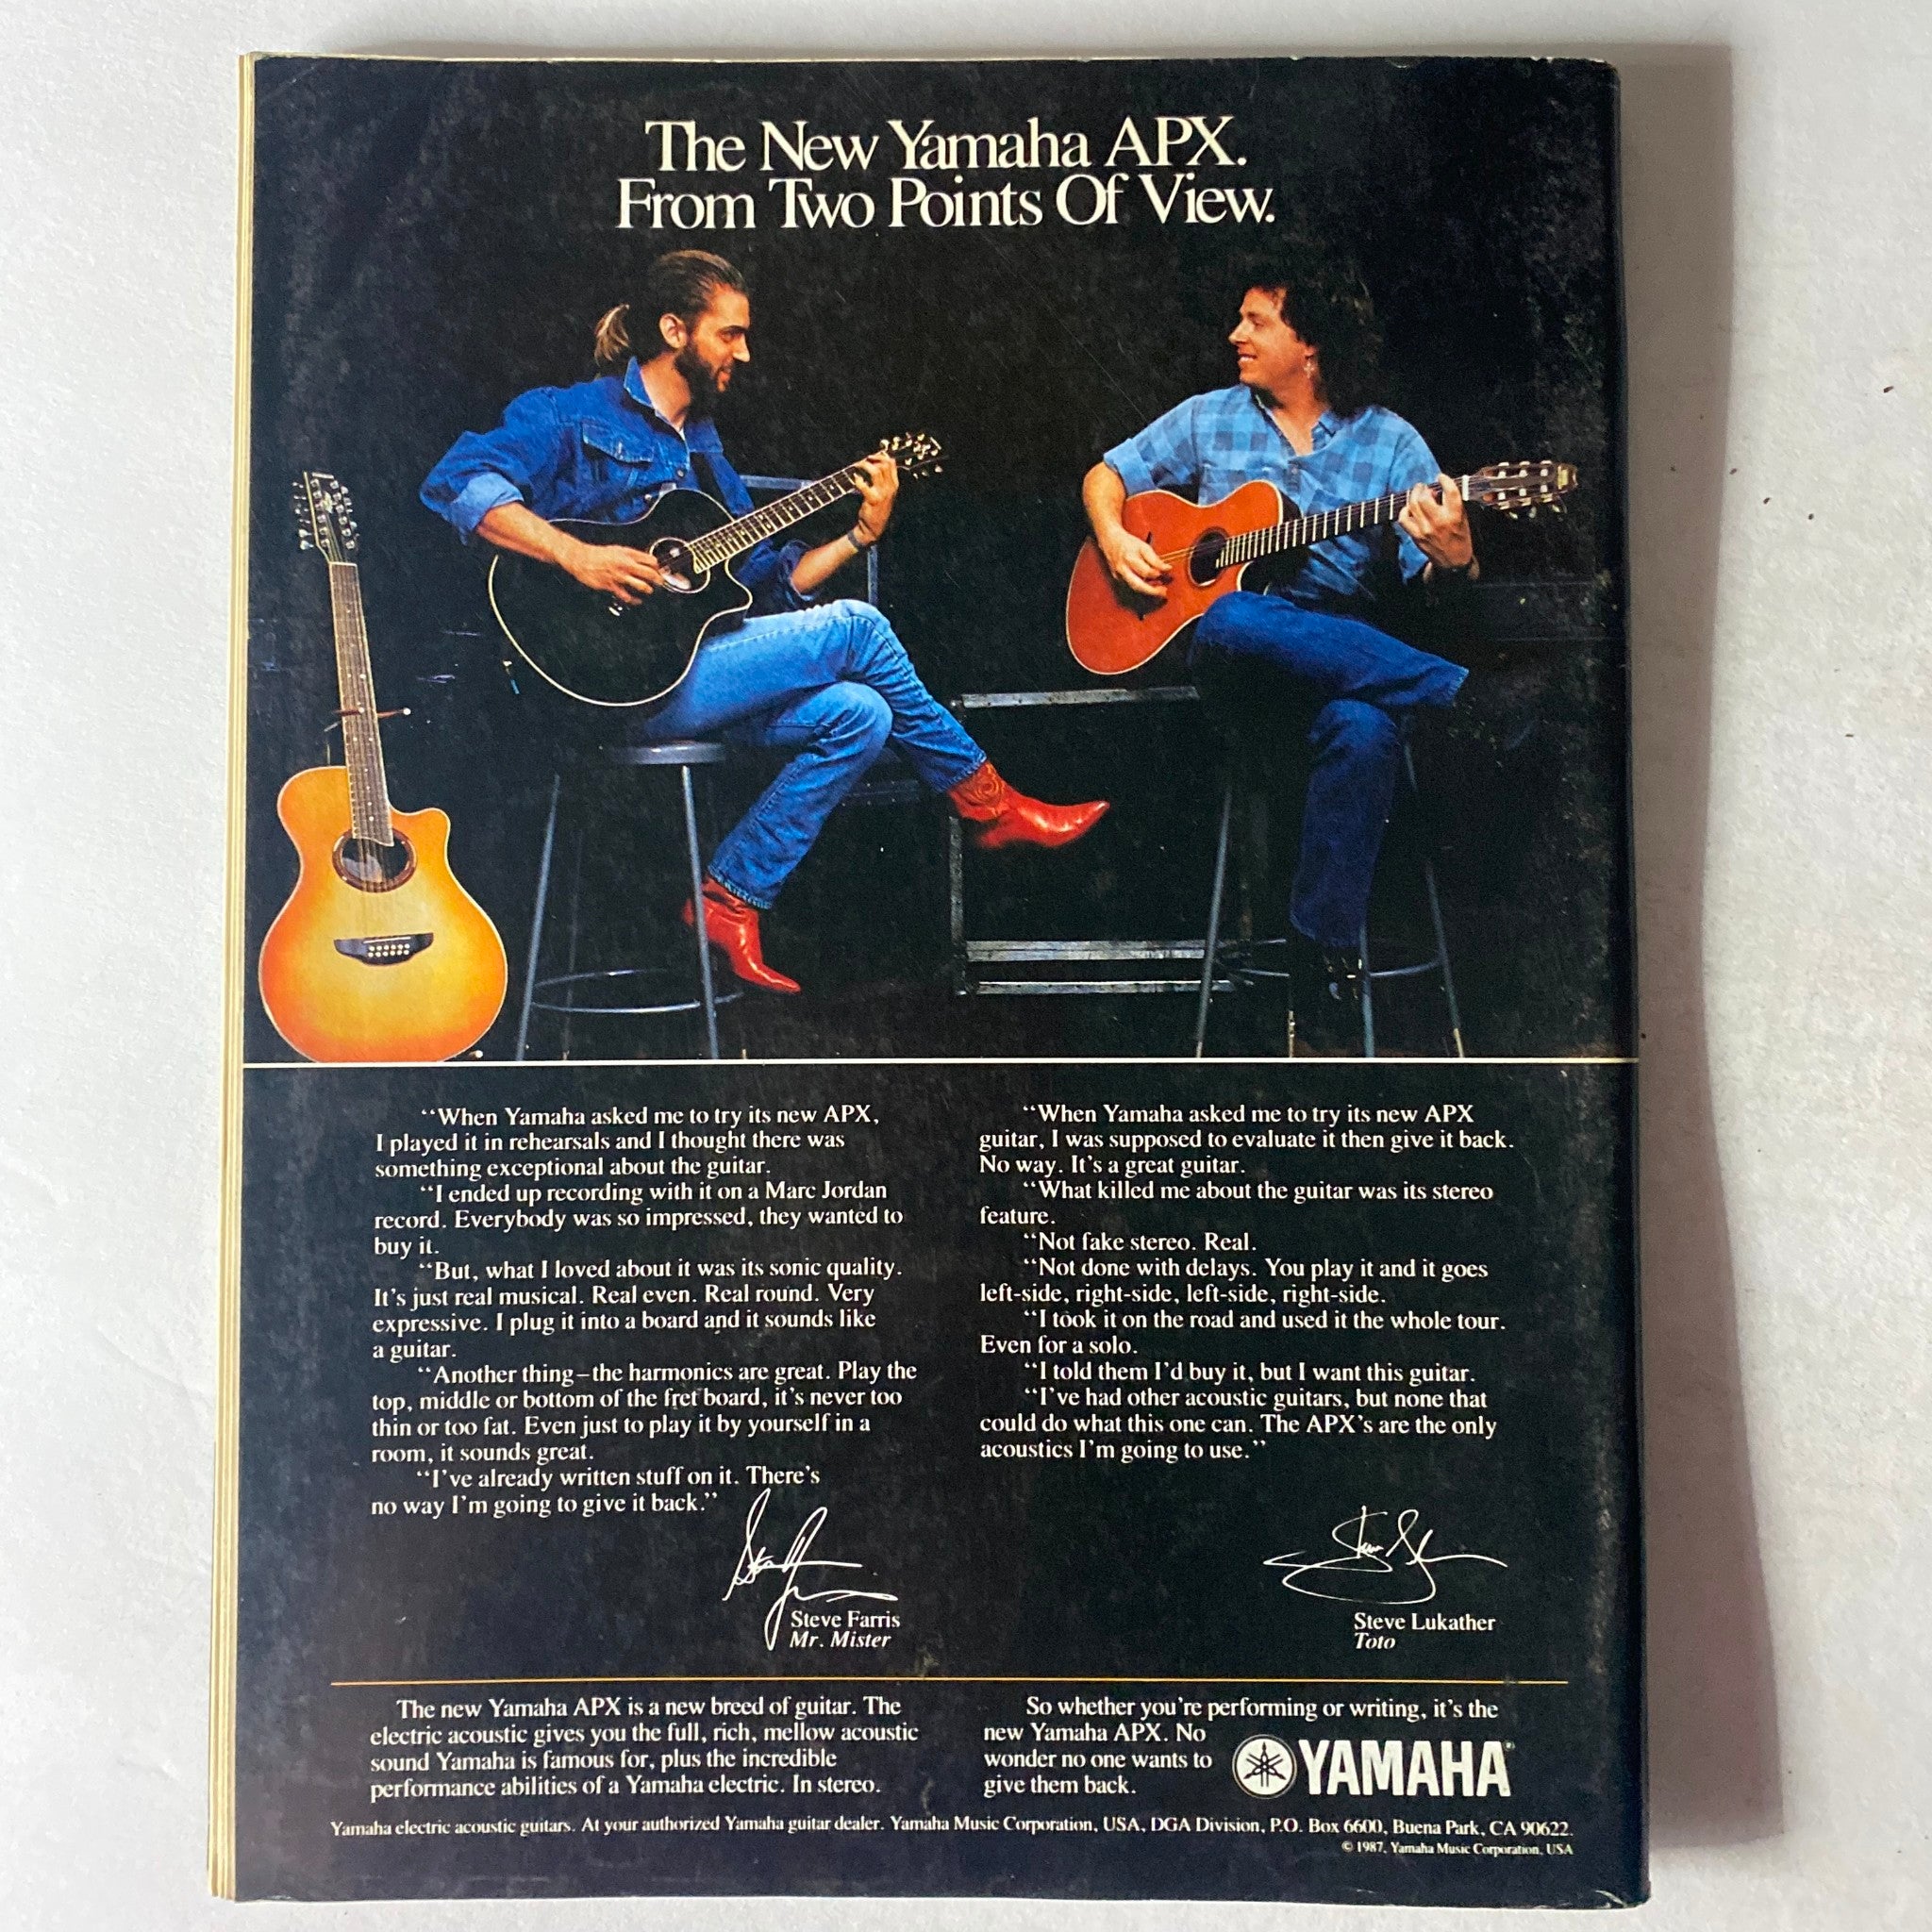 The New Yamaha APX.
From Two Points Of View.
“When Yamaha asked me to try its new APX,
I played it in rehearsals and I thought there was
something exceptional about the guitar.
“I ended up recording with it on a Marc Jordan
record. Everybody was so impressed, they wanted to
buy it.
“But, what I loved about it was its sonic quality.
It’s just real musical. Real even. Real round. Very
expressive. I plug it into a board and it sounds like
a guitar.
“Another thing–the harmonics are great. Play the
top, middle or bottom of the fret board, it’s never too
thin or too fat. Even just to play it by yourself in a
room, it sounds great.
“I’ve already written stuff on it. There’s
no way I’m going to give it back.”
Steve Farris
Mr. Mister
“When Yamaha asked me to try its new APX
guitar, I was supposed to evaluate it then give it back.
No way. It’s a great guitar.
“What killed me about the guitar was its stereo
feature.
“Not fake stereo. Real.
“Not done with delays. You play it and it goes
left-side, right-side, left-side, right-side.
“I took it on the road and used it the whole tour.
Even for a solo.
“I told them I’d buy it, but I want this guitar.
“I’ve had other acoustic guitars, but none that
could do what this one can. The APX’s are the only
acoustics I’m going to use.”
Steve Lukather
Toto
The new Yamaha APX is a new breed of guitar. The
electric acoustic gives you the full, rich, mellow acoustic
sound Yamaha is famous for, plus the incredible
performance abilities of a Yamaha electric. In stereo.
So whether you’re performing or writing, it’s the
new Yamaha APX. No
wonder no one wants to
give them back.
YAMAHA®
Yamaha electric acoustic guitars. At your authorized Yamaha guitar dealer. Yamaha Music Corporation, USA, DGA Division, P.O. Box 6600, Buena Park, CA 90622.
© 1987, Yamaha Music Corporation, USA